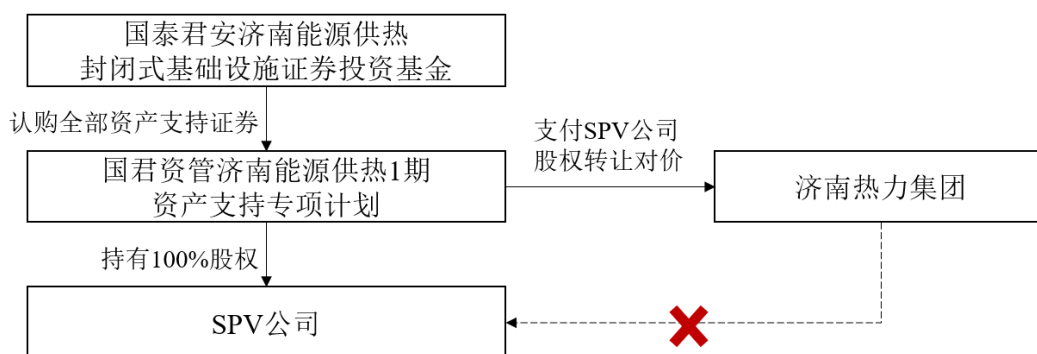 国泰君安济南能源供热
封闭式基础设施证券投资基金
认购全部资产支持证券
支付SPV公司
股权转让对价
国君资管济南能源供热1期
资产支持专项计划
济南热力集团
持有100%股权
SPV公司